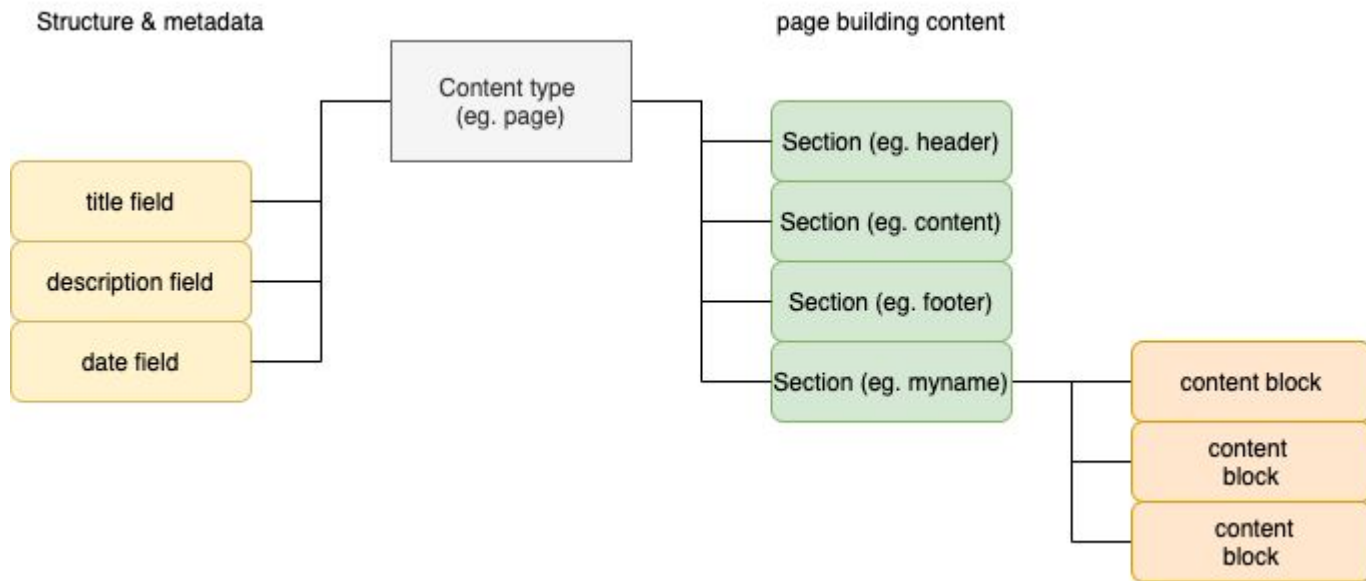 Structure & metadata
page building content
Content type
(eg. page)
title field
description field
date field
Section (eg. header)
Section (eg. content)
Section (eg. footer)
Section (eg. myname)
content block
content
block
content
block